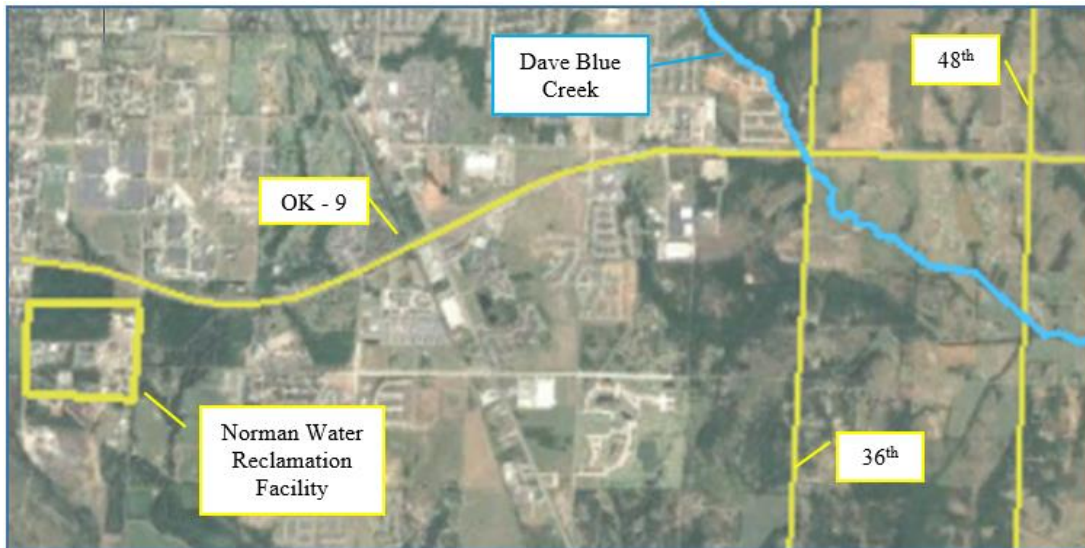 Dave Blue
Creek
48th
OK - 9
Norman Water
Reclamation
Facility
36th